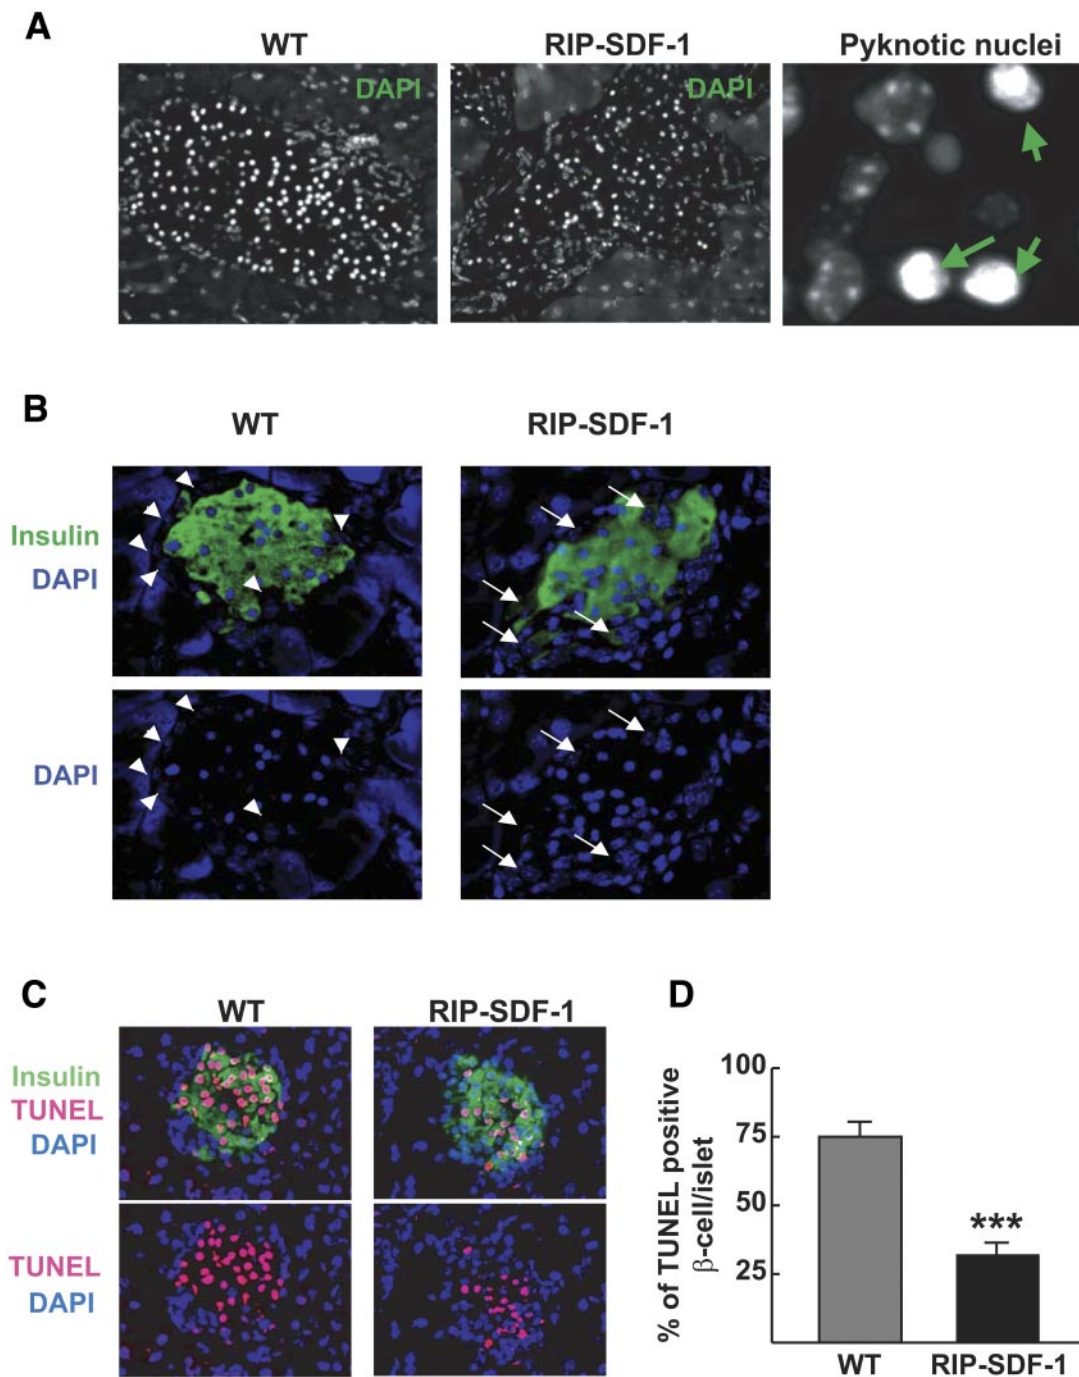 A
WT
RIP-SDF-1
Pyknotic nuclei
DAPI
DAPI
B
WT
RIP-SDF-1
Insulin
DAPI
DAPI
C
WT
RIP-SDF-1
Insulin
TUNEL
DAPI
TUNEL
DAPI
D
% of TUNEL positive
β-cell/islet
100
75
50
25
***
WT
RIP-SDF-1